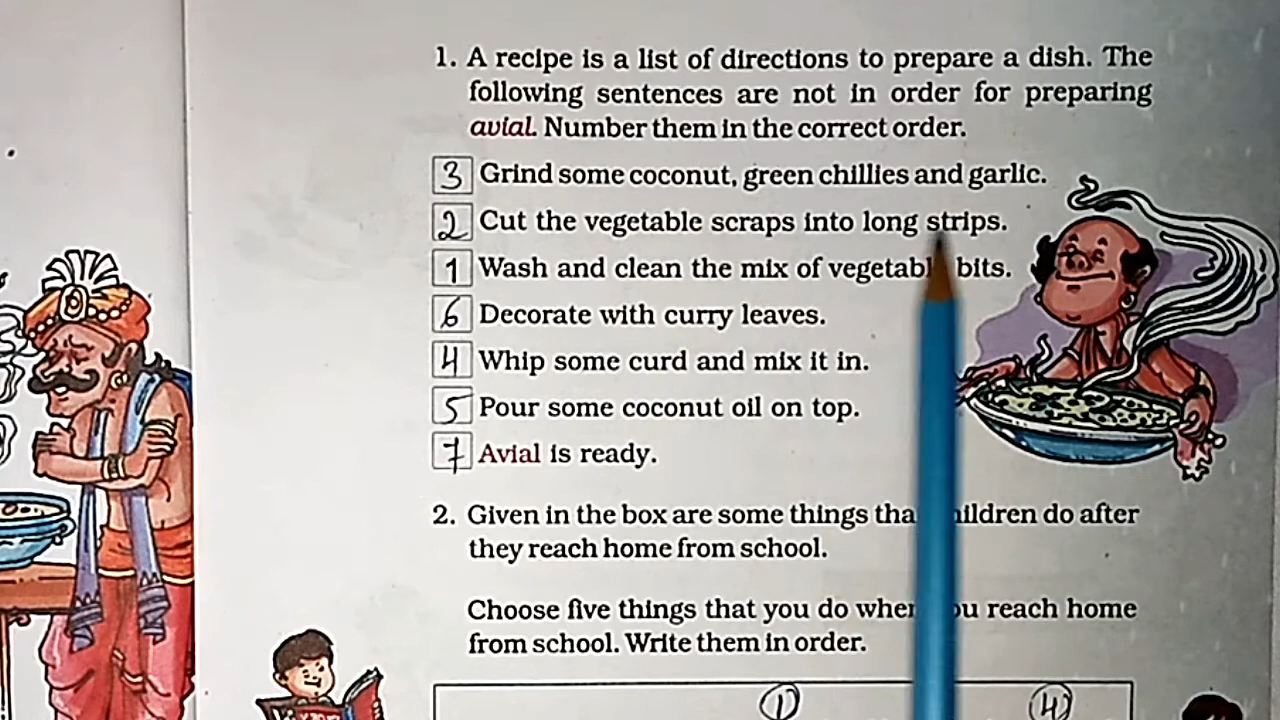 1. A recipe is a list of directions to prepare a dish. The
following sentences are not in order for preparing
avial. Number them in the correct order.
3 Grind some coconut, green chillies and garlic.
2 Cut the vegetable scraps into long strips.
1 Wash and clean the mix of bits.
6 Decorate with curry leaves.
4 Whip some curd and mix it in.
5 Pour some coconut oil on top.
7 Avial is ready.
2. Given in the box are some things do after
they reach home from school.
Choose five things that you do reach home
from school. Write them in order.
1 4